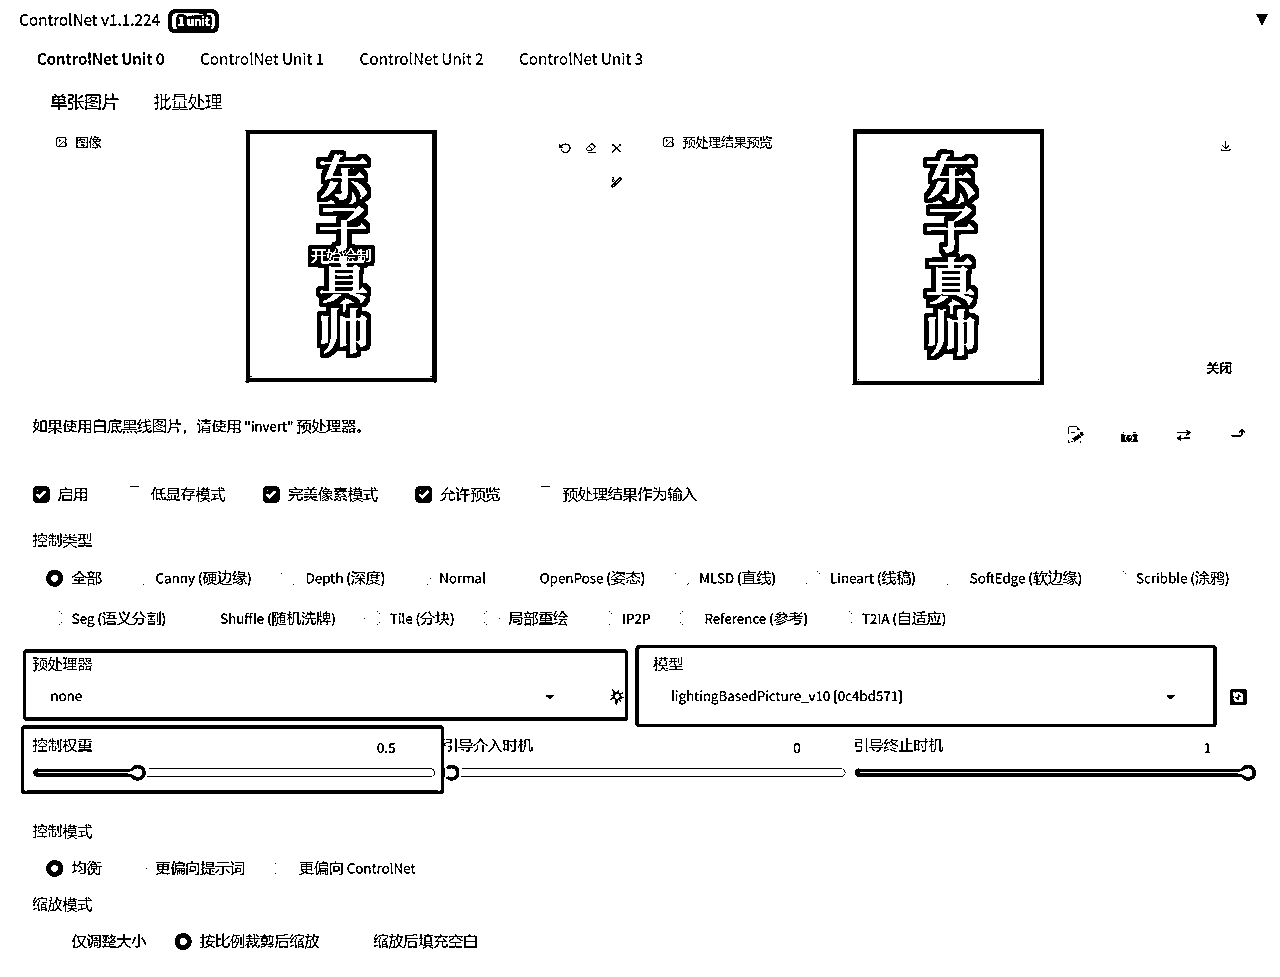 ControlNet v1.1.224 (1 unit) ▼
ControlNet Unit 0 ControlNet Unit 1 ControlNet Unit 2 ControlNet Unit 3
单张图片 批量处理
图像
预处理结果预览
东子真帅
开始绘制
东子真帅
关闭
如果使用白底黑线图片，请使用 "invert" 预处理器。
启用 低显存模式 完美像素模式 允许预览 预处理结果作为输入
控制类型
全部 Canny (硬边缘) Depth (深度) Normal OpenPose (姿态) MLSD (直线) Lineart (线稿) SoftEdge (软边缘) Scribble (涂鸦)
Seg (语义分割) Shuffle (随机洗牌) Tile (分块) 局部重绘 IP2P Reference (参考) T2IA (自适应)
预处理器 模型
none lightingBasedPicture_v10 [0c4bd571]
控制权重 0.5 引导介入时机 0 引导终止时机 1
控制模式
均衡 更偏向提示词 更偏向 ControlNet
缩放模式
仅调整大小 按比例裁剪后缩放 缩放后填充空白